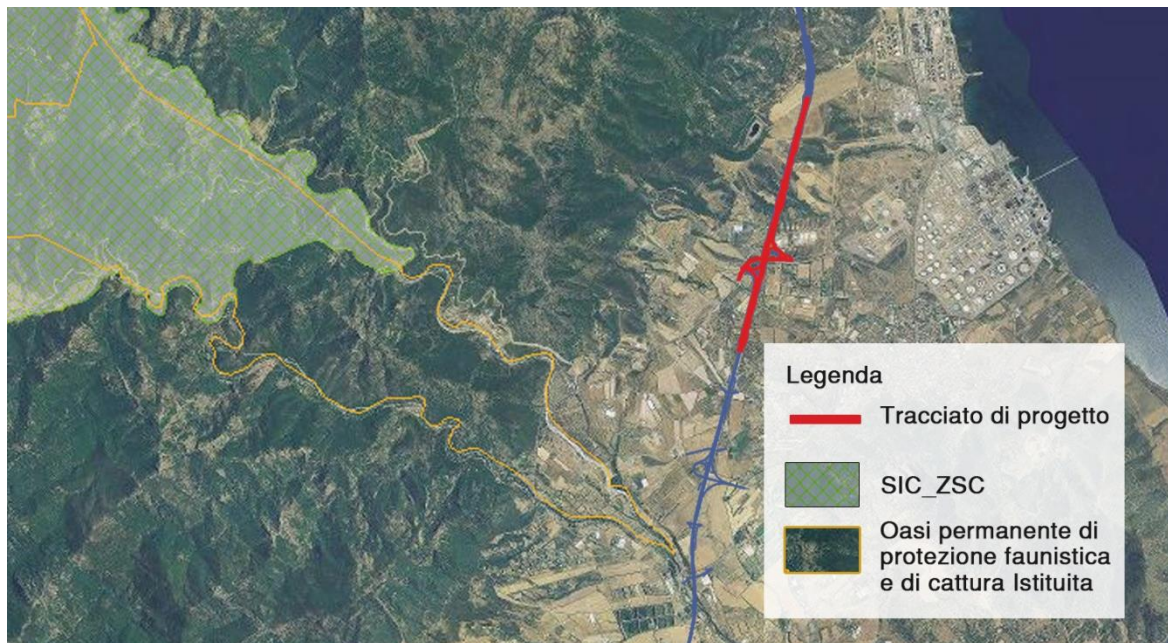 Legenda
Tracciato di progetto
SIC_ZSC
Oasi permanente di
protezione faunistica
e di cattura Istituita